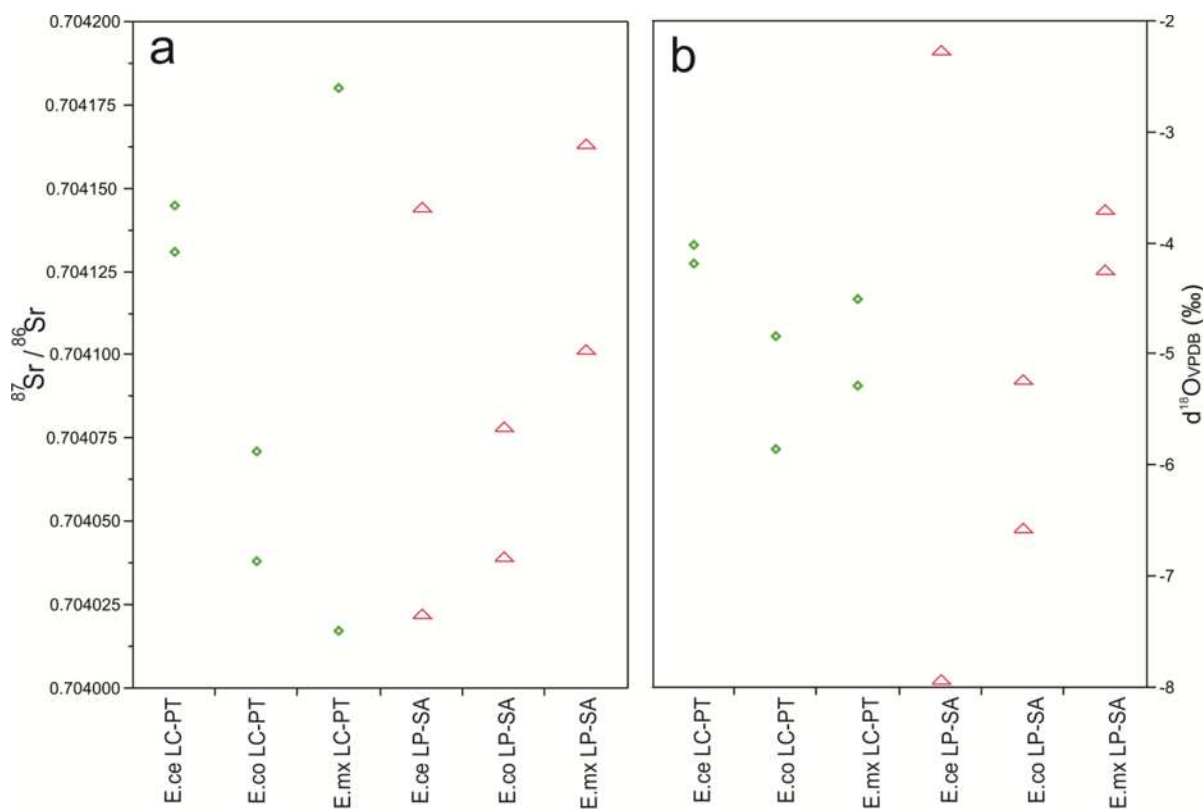 a
0.704200
0.704175
0.704150
0.704125
0.704100
0.704075
0.704050
0.704025
0.704000
⁸⁷Sr / ⁸⁶Sr
E.ce LC-PT
E.co LC-PT
E.mx LC-PT
E.ce LP-SA
E.co LP-SA
E.mx LP-SA
b
-2
-3
-4
-5
-6
-7
-8
d¹⁸OVPDB (‰)
E.ce LC-PT
E.co LC-PT
E.mx LC-PT
E.ce LP-SA
E.co LP-SA
E.mx LP-SA